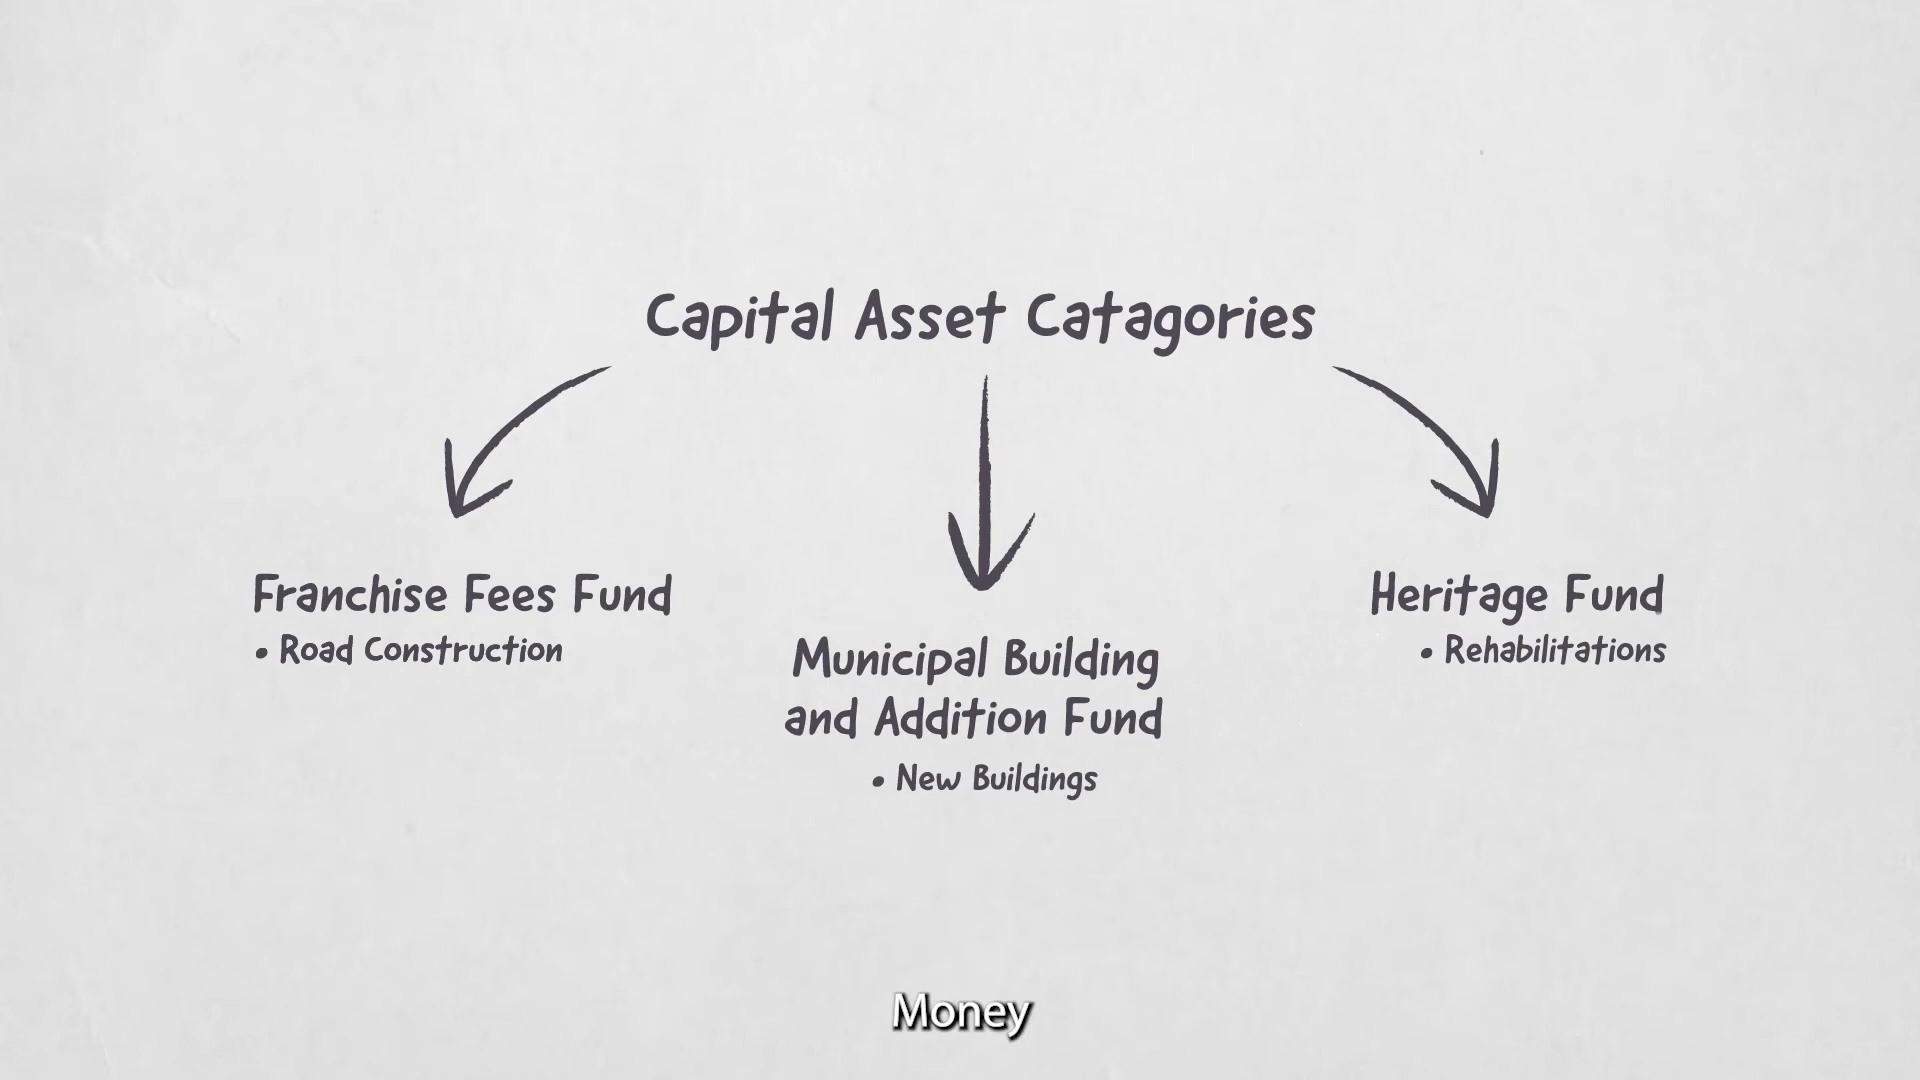 Capital Asset Catagories
Franchise Fees Fund
• Road Construction
Municipal Building
and Addition Fund
• New Buildings
Heritage Fund
• Rehabilitations
Money